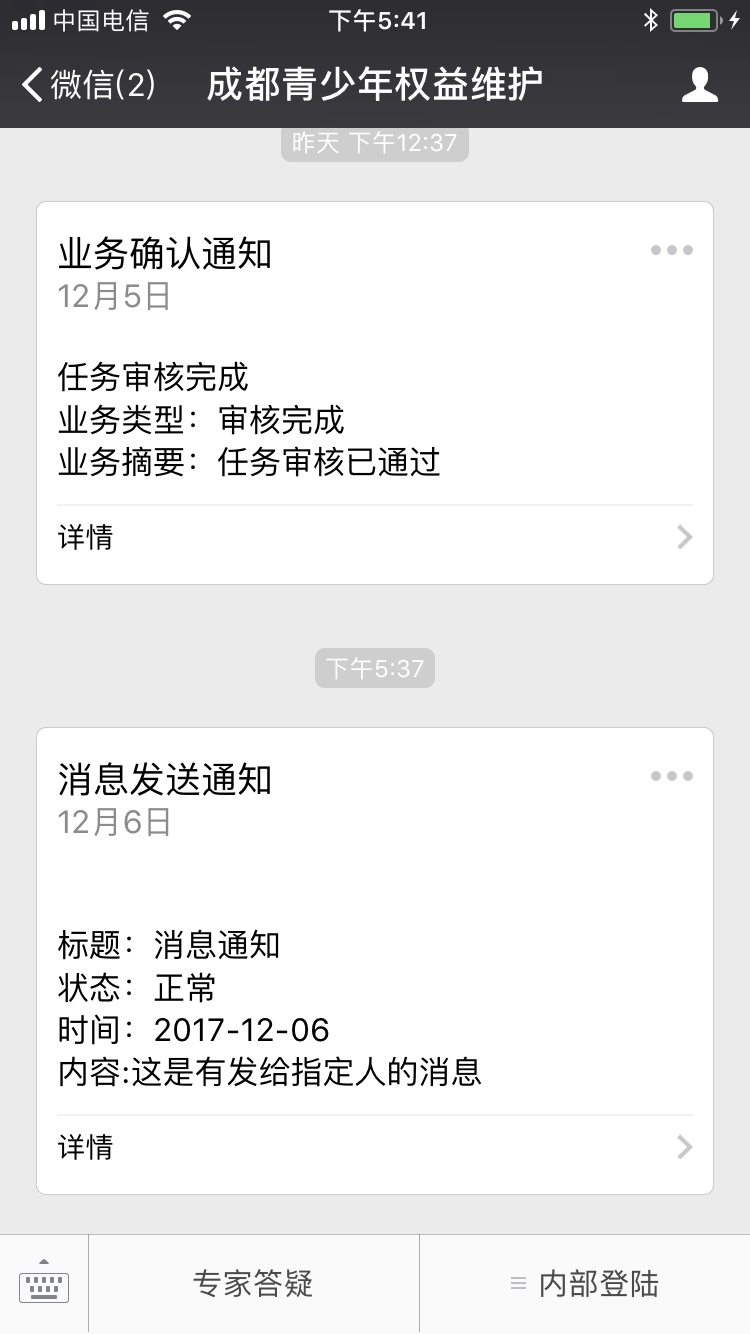 中国电信 下午5:41
微信(2) 成都青少年权益维护
昨天 下午12:37
业务确认通知
12月5日
任务审核完成
业务类型：审核完成
业务摘要：任务审核已通过
详情
下午5:37
消息发送通知
12月6日
标题：消息通知
状态：正常
时间：2017-12-06
内容:这是有发给指定人的消息
详情
专家答疑 内部登陆